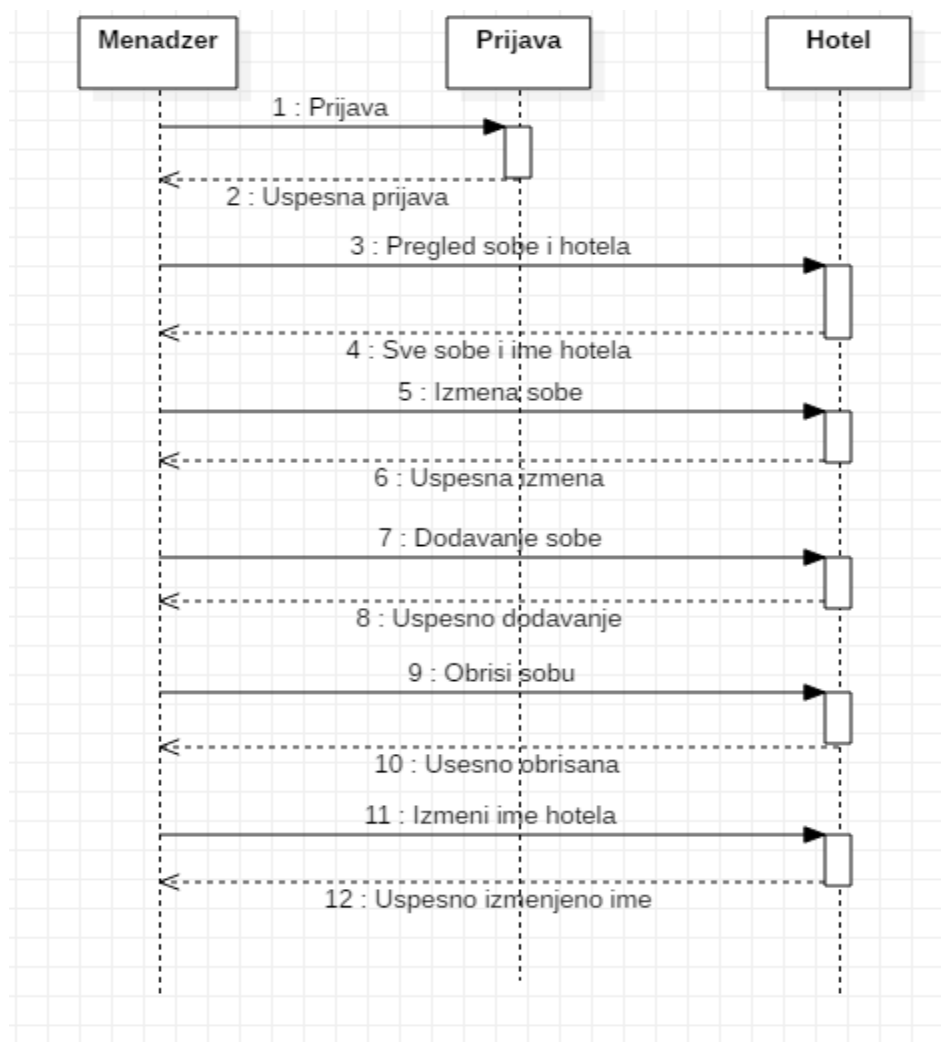 Menadzer
Prijava
Hotel
1 : Prijava
2 : Uspesna prijava
3 : Pregled sobe i hotela
4 : Sve sobe i ime hotela
5 : Izmena sobe
6 : Uspesna izmena
7 : Dodavanje sobe
8 : Uspesno dodavanje
9 : Obrisi sobu
10 : Usesno obrisana
11 : Izmeni ime hotela
12 : Uspesno izmenjeno ime